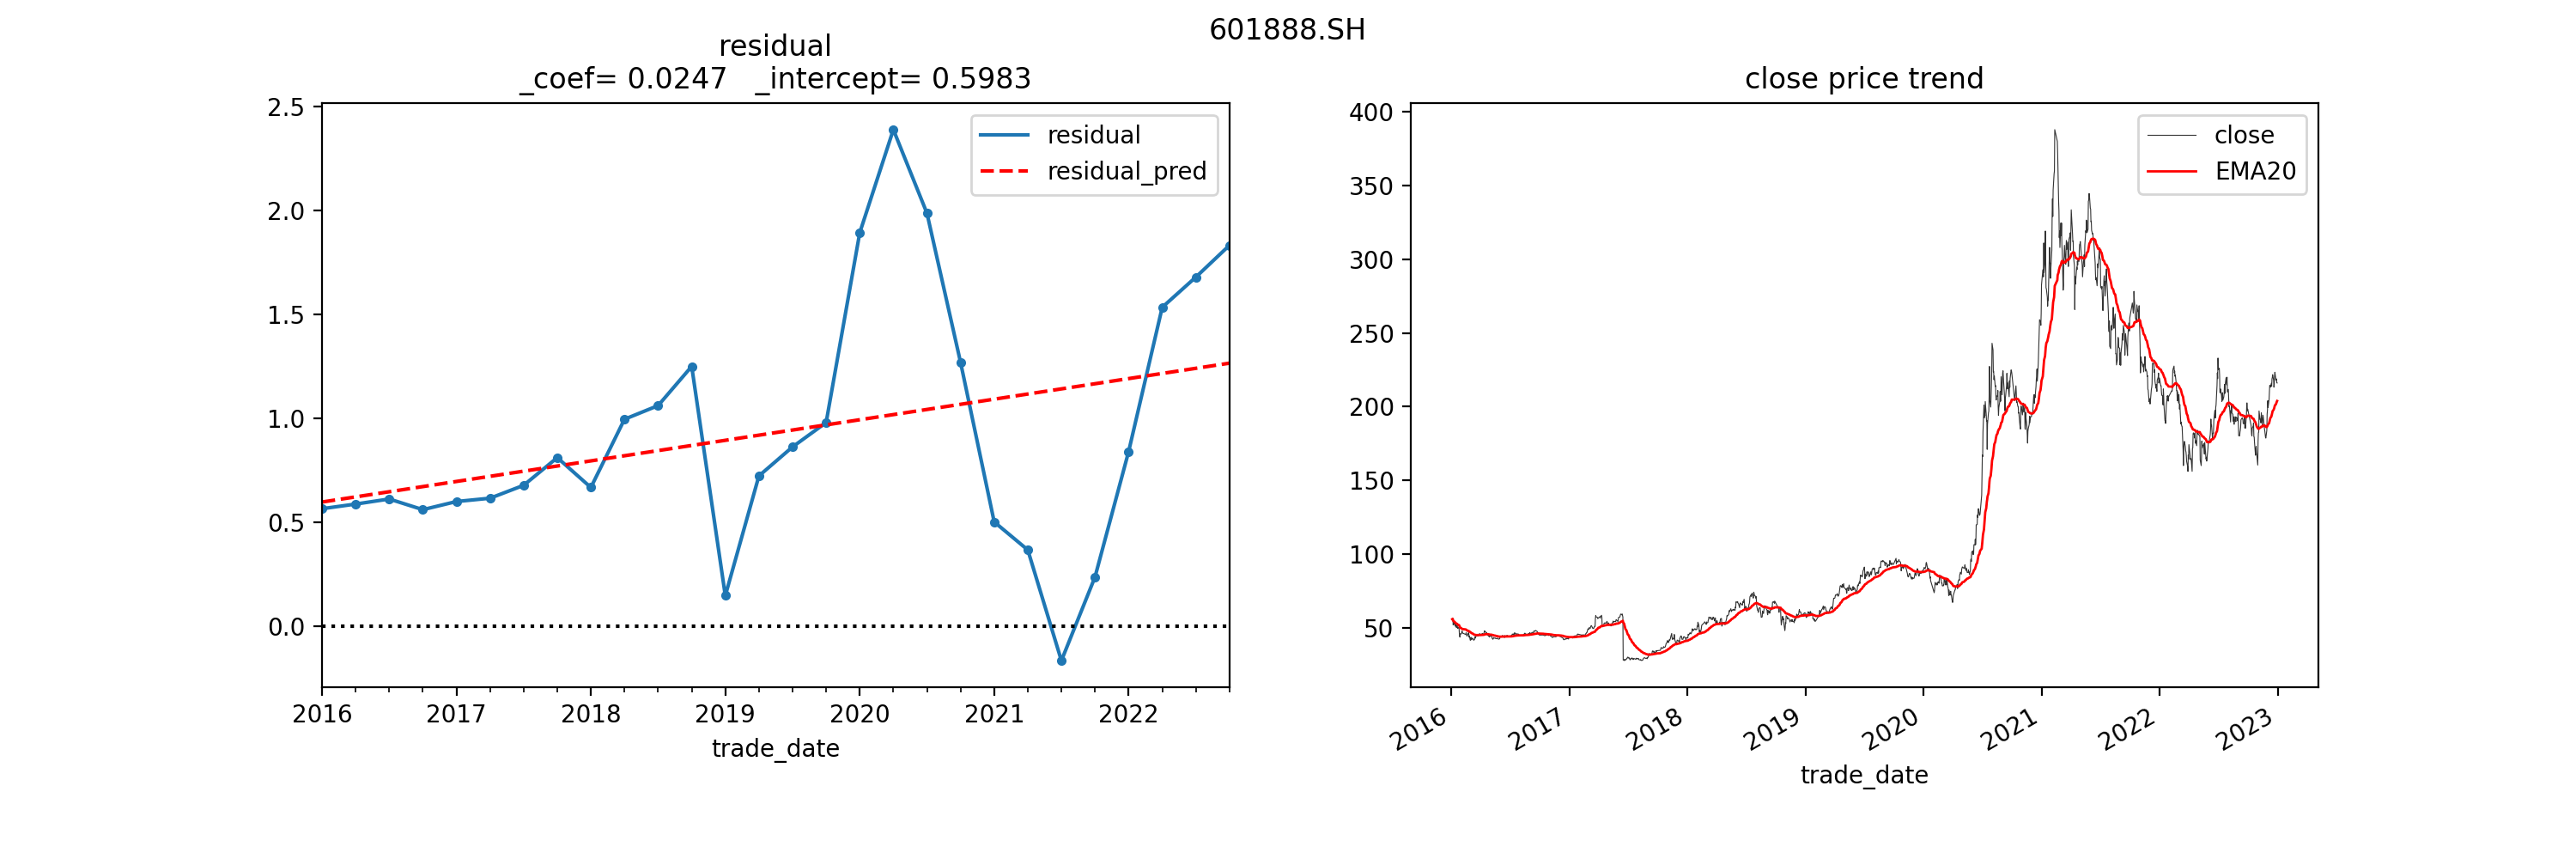 601888.SH
residual
_coef= 0.0247   _intercept= 0.5983
2.5
2.0
1.5
1.0
0.5
0.0
residual
residual_pred
2016 2017 2018 2019 2020 2021 2022
trade_date
close price trend
400
350
300
250
200
150
100
50
close
EMA20
2016 2017 2018 2019 2020 2021 2022 2023
trade_date